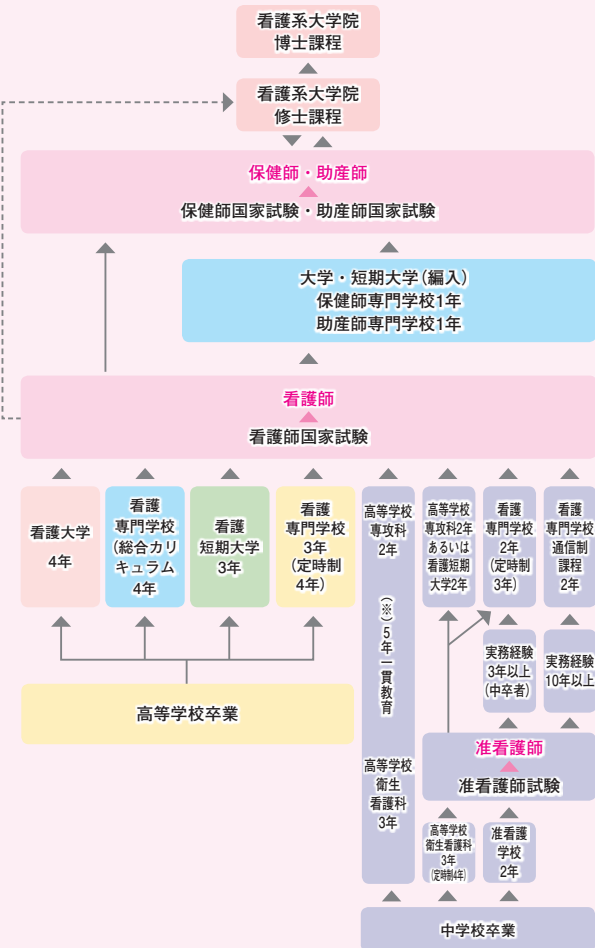 看護系大学院
博士課程
看護系大学院
修士課程
保健師・助産師
保健師国家試験・助産師国家試験
大学・短期大学（編入）
保健師専門学校1年
助産師専門学校1年
看護師
看護師国家試験
看護大学
4年
看護
専門学校
（総合カリ
キュラム
4年
看護
短期大学
3年
看護
専門学校
3年
（定時制
4年）
高等学校
専攻科
2年
（※）5年一貫教育
高等学校
衛生
看護科
3年
高等学校
専攻科2年
あるいは
看護短期
大学2年
看護
専門学校
2年
（定時制
3年）
看護
専門学校
通信制
課程
2年
実務経験
3年以上
（中卒者）
実務経験
10年以上
高等学校卒業
准看護師
准看護師試験
高等学校
衛生看護科
3年
（定時制4年）
准看護
学校
2年
中学校卒業